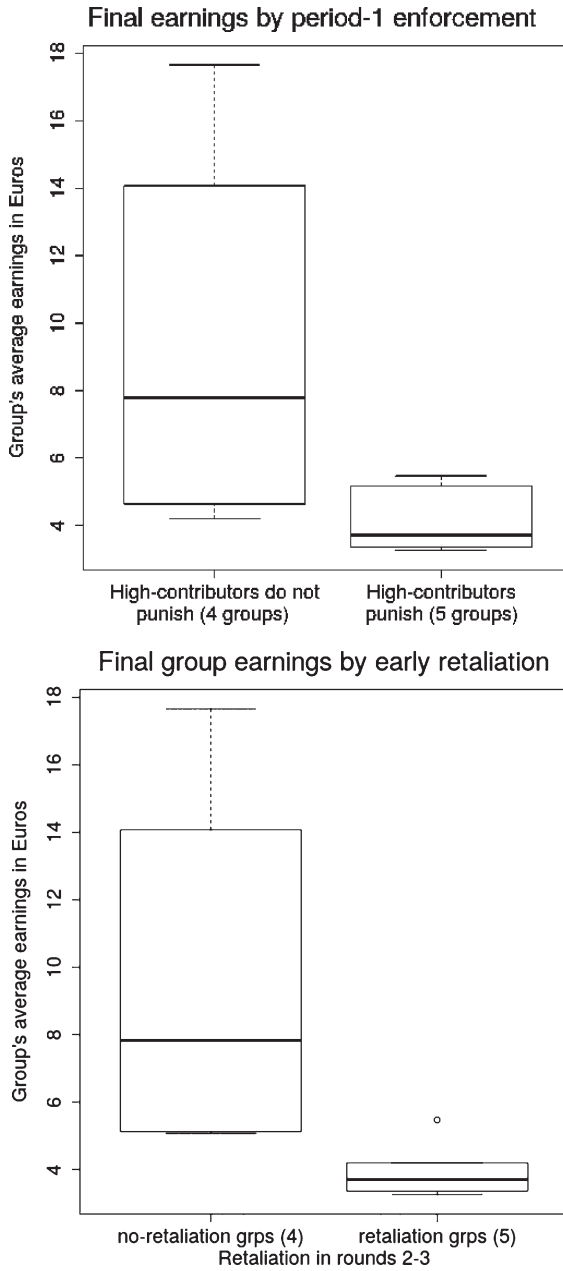 Final earnings by period-1 enforcement
Group's average earnings in Euros
18
16
14
12
10
8
6
4
High-contributors do not
punish (4 groups)
High-contributors
punish (5 groups)
Final group earnings by early retaliation
Group's average earnings in Euros
18
16
14
12
10
8
6
4
no-retaliation grps (4)
retaliation grps (5)
Retaliation in rounds 2-3